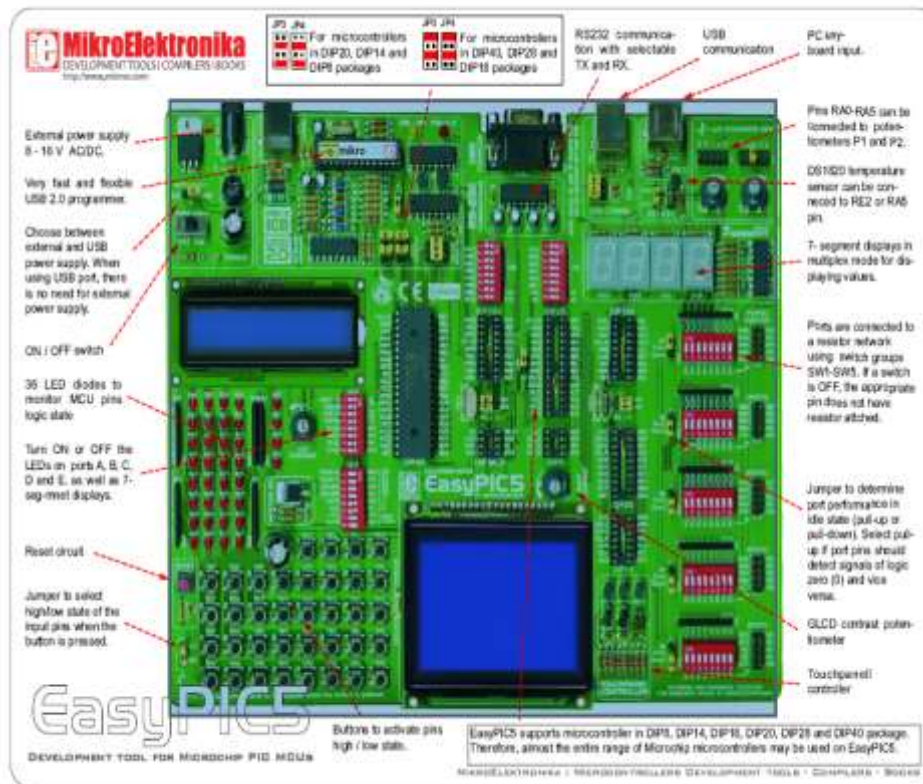 MikroElektronika
DEVELOPMENT TOOLS | COMPILERS | BOOKS
JP3 JP4
For microcontrollers
in DIP20, DIP14 and
DIP8 packages
JP3 JP4
For microcontrollers
in DIP40, DIP28 and
DIP18 packages
RS232 communica-
tion with selectable
TX and RX.
USB
communication
PC key-
board input.
External power supply
8 - 16 V AC/DC.
Very fast and flexible
USB 2.0 programmer.
Choose between
external and USB
power supply. When
using USB port, there
is no need for external
power supply.
ON / OFF switch
36 LED diodes to
monitor MCU pins
logic state
Turn ON or OFF the
LEDs on ports A, B, C,
D and E, as well as 7-
seg-mnet displays.
Reset circuit
Jumper to select
high/low state of the
input pins when the
button is pressed.
Pins RA0-RA5 can be
connected to poten-
tiometers P1 and P2.
DS1820 temperature
sensor can be con-
neced to RE2 or RA5
pin.
7- segment displays in
multiplex mode for dis-
playing values.
Ports are connected to
a resistor network
using switch groups
SW1-SW5. If a switch
is OFF, the appropriate
pin does not have
resistor attched.
Jumper to determine
port performance in
idle state (pull-up or
pull-down). Select pull-
up if port pins should
detect signals of logic
zero (0) and vice
versa.
GLCD contrast poten-
tiometer
Touchpanell
controller
mikro
CE
EasyPIC5
EasyPIC5
DEVELOPMENT TOOL FOR MICROCHIP PIC MCUs
Buttons to activate pins
high / low state.
EasyPIC5 supports microcontroller in DIP8, DIP14, DIP18, DIP20, DIP28 and DIP40 package.
Therefore, almost the entire range of Microchip microcontrollers may be used on EasyPIC5.
MIKROELEKTRONIKA | MICROCONTROLLERS DEVELOPMENT TOOLS - COMPILERS - BOOKS